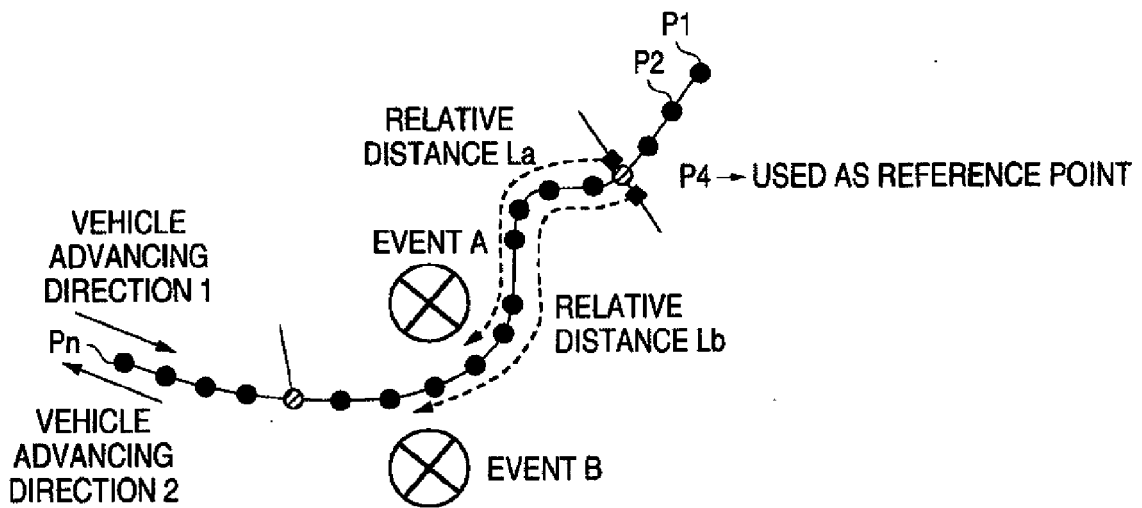 P1
P2
RELATIVE
DISTANCE La
P4 → USED AS REFERENCE POINT
VEHICLE
ADVANCING
DIRECTION 1
EVENT A
RELATIVE
DISTANCE Lb
Pn
VEHICLE
ADVANCING
DIRECTION 2
EVENT B